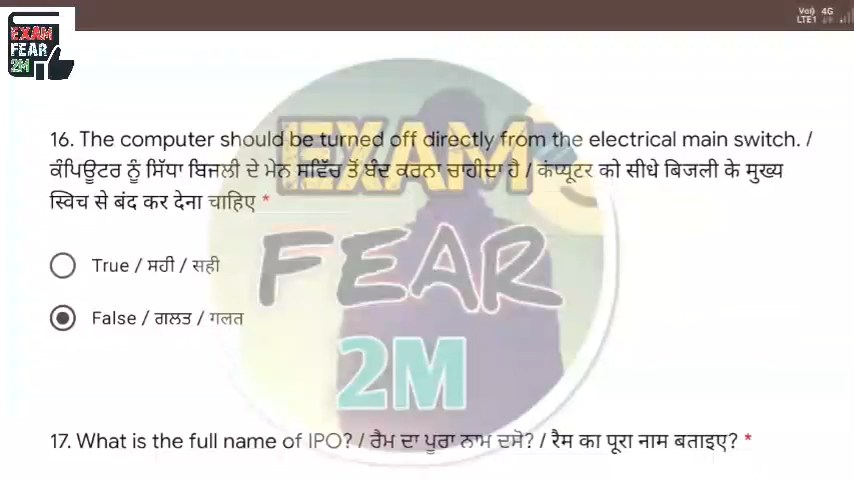 EXAM
FEAR
2M
Vol) 4G
LTE1
16. The computer should be turned off directly from the electrical main switch. /
ਕੰਪਿਊਟਰ ਨੂੰ ਸਿੱਧਾ ਬਿਜਲੀ ਦੇ ਮੇਨ ਸਵਿੱਚ ਤੋਂ ਬੰਦ ਕਰਨਾ ਚਾਹੀਦਾ ਹੈ / कंप्यूटर को सीधे बिजली के मुख्य
स्विच से बंद कर देना चाहिए *
True / ਸਹੀ / सही
False / ਗਲਤ / गलत
EXAM
FEAR
2M
17. What is the full name of IPO? / ਰੈਮ ਦਾ ਪੂਰਾ ਨਾਮ ਦਸੋ? / रैम का पूरा नाम बताइए? *